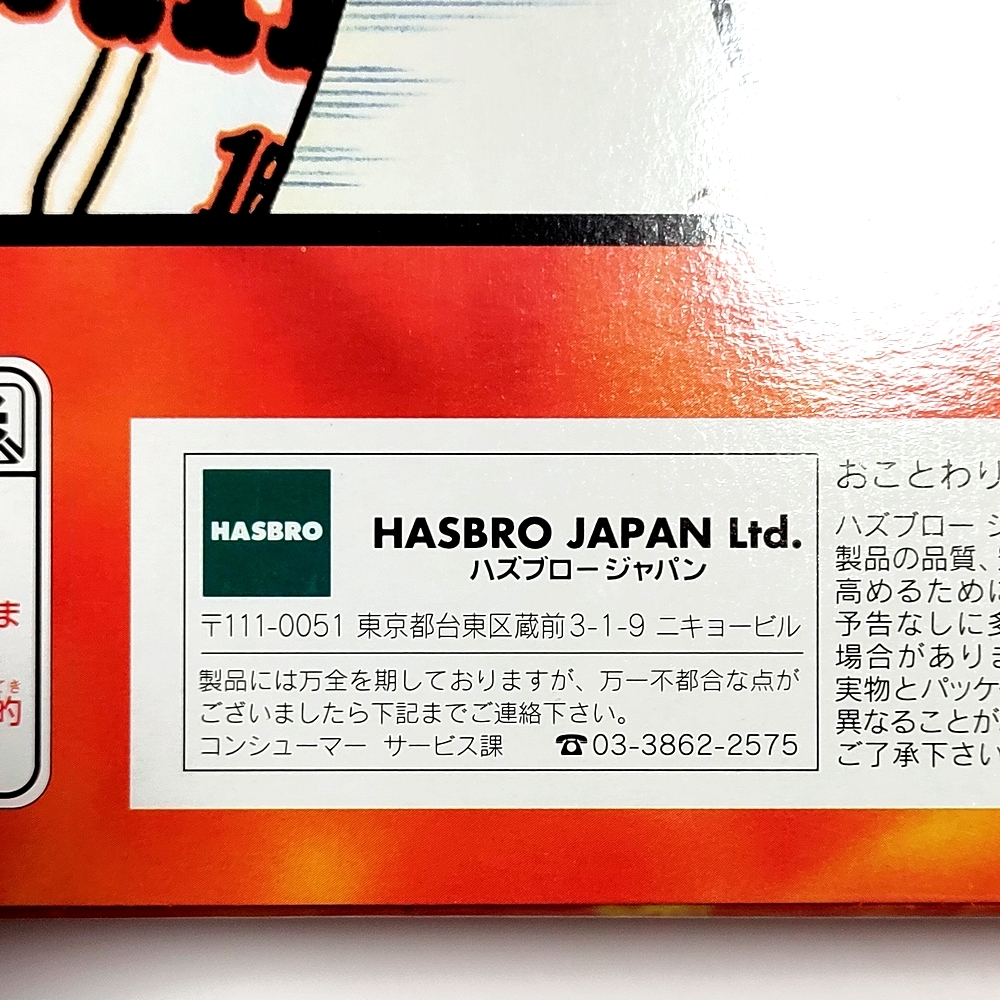 18
ま
てき
的
HASBRO
HASBRO JAPAN Ltd.
ハズブロージャパン
〒111-0051 東京都台東区蔵前3-1-9 ニキョービル
製品には万全を期しておりますが、万一不都合な点が
ございましたら下記までご連絡下さい。
コンシューマー サービス課 ☎03-3862-2575
おことわり
ハズブロー
製品の品質、
高めるために
予告なしに多
場合がありま
実物とパッケ
異なることが
ご了承下さい